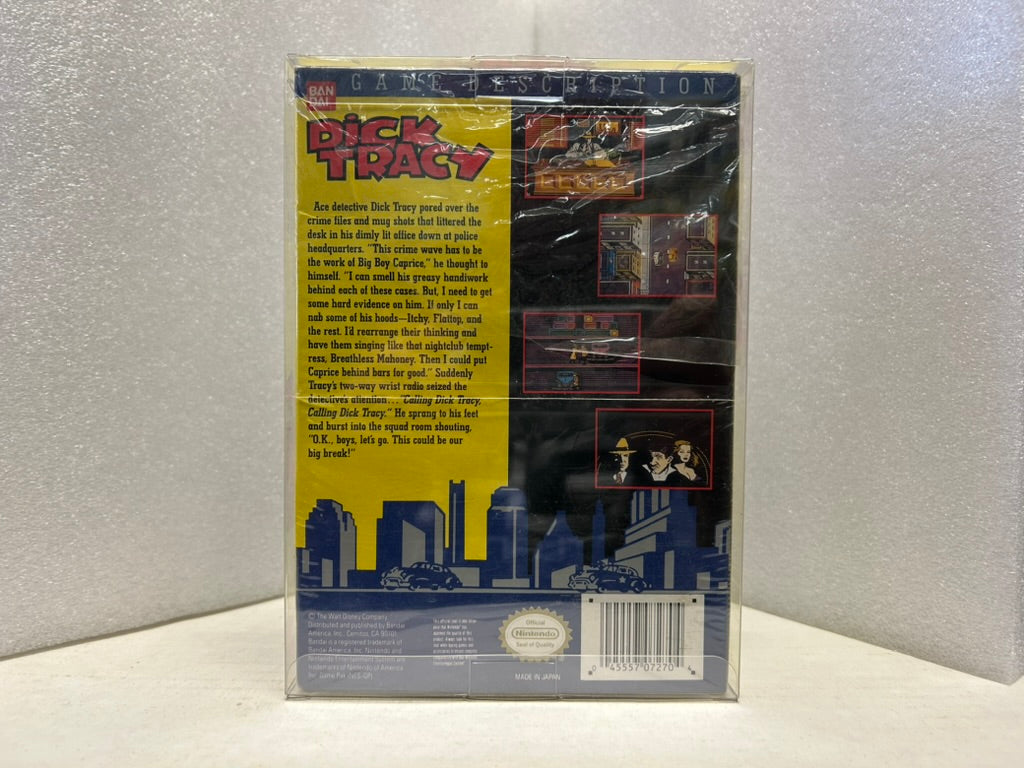 GAME DESCRIPTION
BAN
DAI
DiCK
TRACY
Ace detective Dick Tracy pored over the
crime files and mug shots that littered the
desk in his dimly lit office down at police
headquarters. "This crime wave has to be
the work of Big Boy Caprice," he thought to
himself. "I can smell his greasy handiwork
behind each of these cases. But, I need to get
some hard evidence on him. If only I can
nab some of his hoods—Itchy, Flattop, and
the rest. I'd rearrange their thinking and
have them singing like that nightclub tempt-
ress, Breathless Mahoney. Then I could put
Caprice behind bars for good." Suddenly
Tracy's two-way wrist radio seized the
detective's attention... "Calling Dick Tracy,
Calling Dick Tracy." He sprang to his feet
and burst into the squad room shouting,
"O.K., boys, let's go. This could be our
big break!"
© The Walt Disney Company
Distributed and published by Bandai
America, Inc., Cerritos, CA 90701.
Bandai is a registered trademark of
Bandai America, Inc. Nintendo and
Nintendo Entertainment System are
trademarks of Nintendo of America
Inc. Game Pak
Official
Nintendo
Seal of Quality
MADE IN JAPAN
0 45557 07270 4